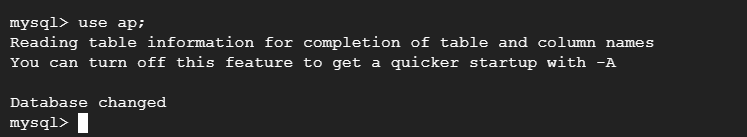 mysql> use ap;
Reading table information for completion of table and column names
You can turn off this feature to get a quicker startup with -A
Database changed
mysql>